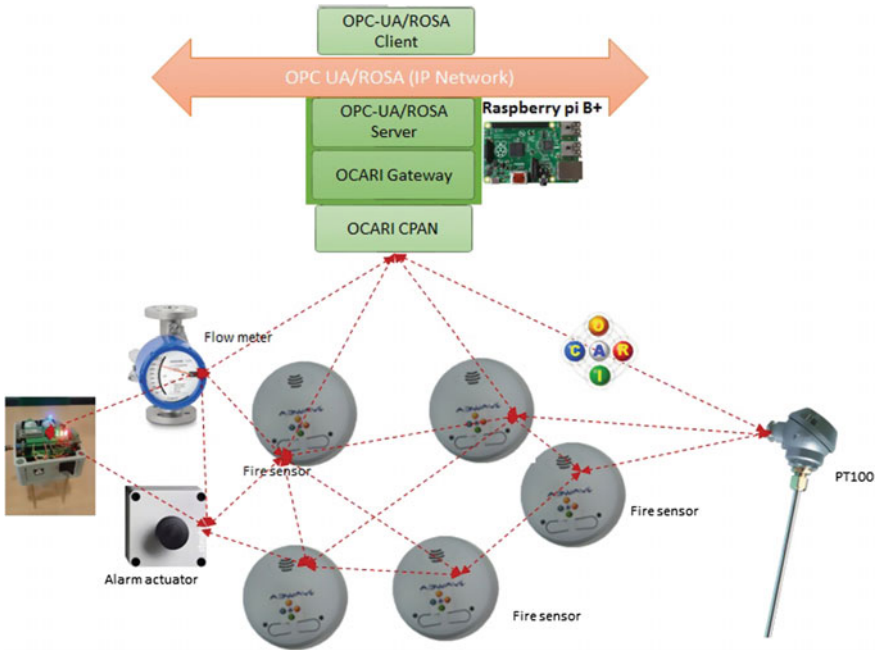 OPC-UA/ROSA
Client
OPC UA/ROSA (IP Network)
OPC-UA/ROSA
Server
Raspberry pi B+
OCARI Gateway
OCARI CPAN
Flow meter
O
C A R
I
Fire sensor
PT100
Fire sensor
Alarm actuator
Fire sensor